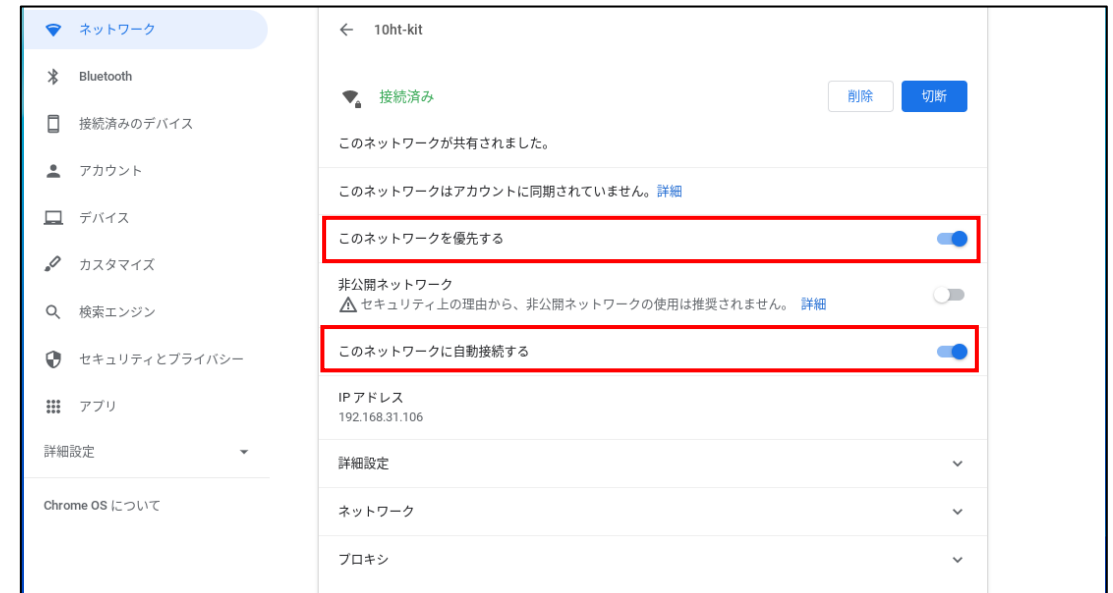 ネットワーク
Bluetooth
接続済みのデバイス
アカウント
デバイス
カスタマイズ
検索エンジン
セキュリティとプライバシー
アプリ
詳細設定
Chrome OS について
10ht-kit
接続済み
削除
切断
このネットワークが共有されました。
このネットワークはアカウントに同期されていません。詳細
このネットワークを優先する
非公開ネットワーク
セキュリティ上の理由から、非公開ネットワークの使用は推奨されません。 詳細
このネットワークに自動接続する
IP アドレス
192.168.31.106
詳細設定
ネットワーク
プロキシ